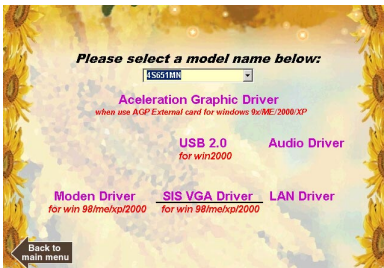 Please select a model name below:
4S651MN
Aceleration Graphic Driver
when use AGP External card for windows 9x/ME/2000/XP
USB 2.0
for win2000
Audio Driver
Moden Driver
for win 98/me/xp/2000
SIS VGA Driver
for win 98/me/xp/2000
LAN Driver
Back to
main menu